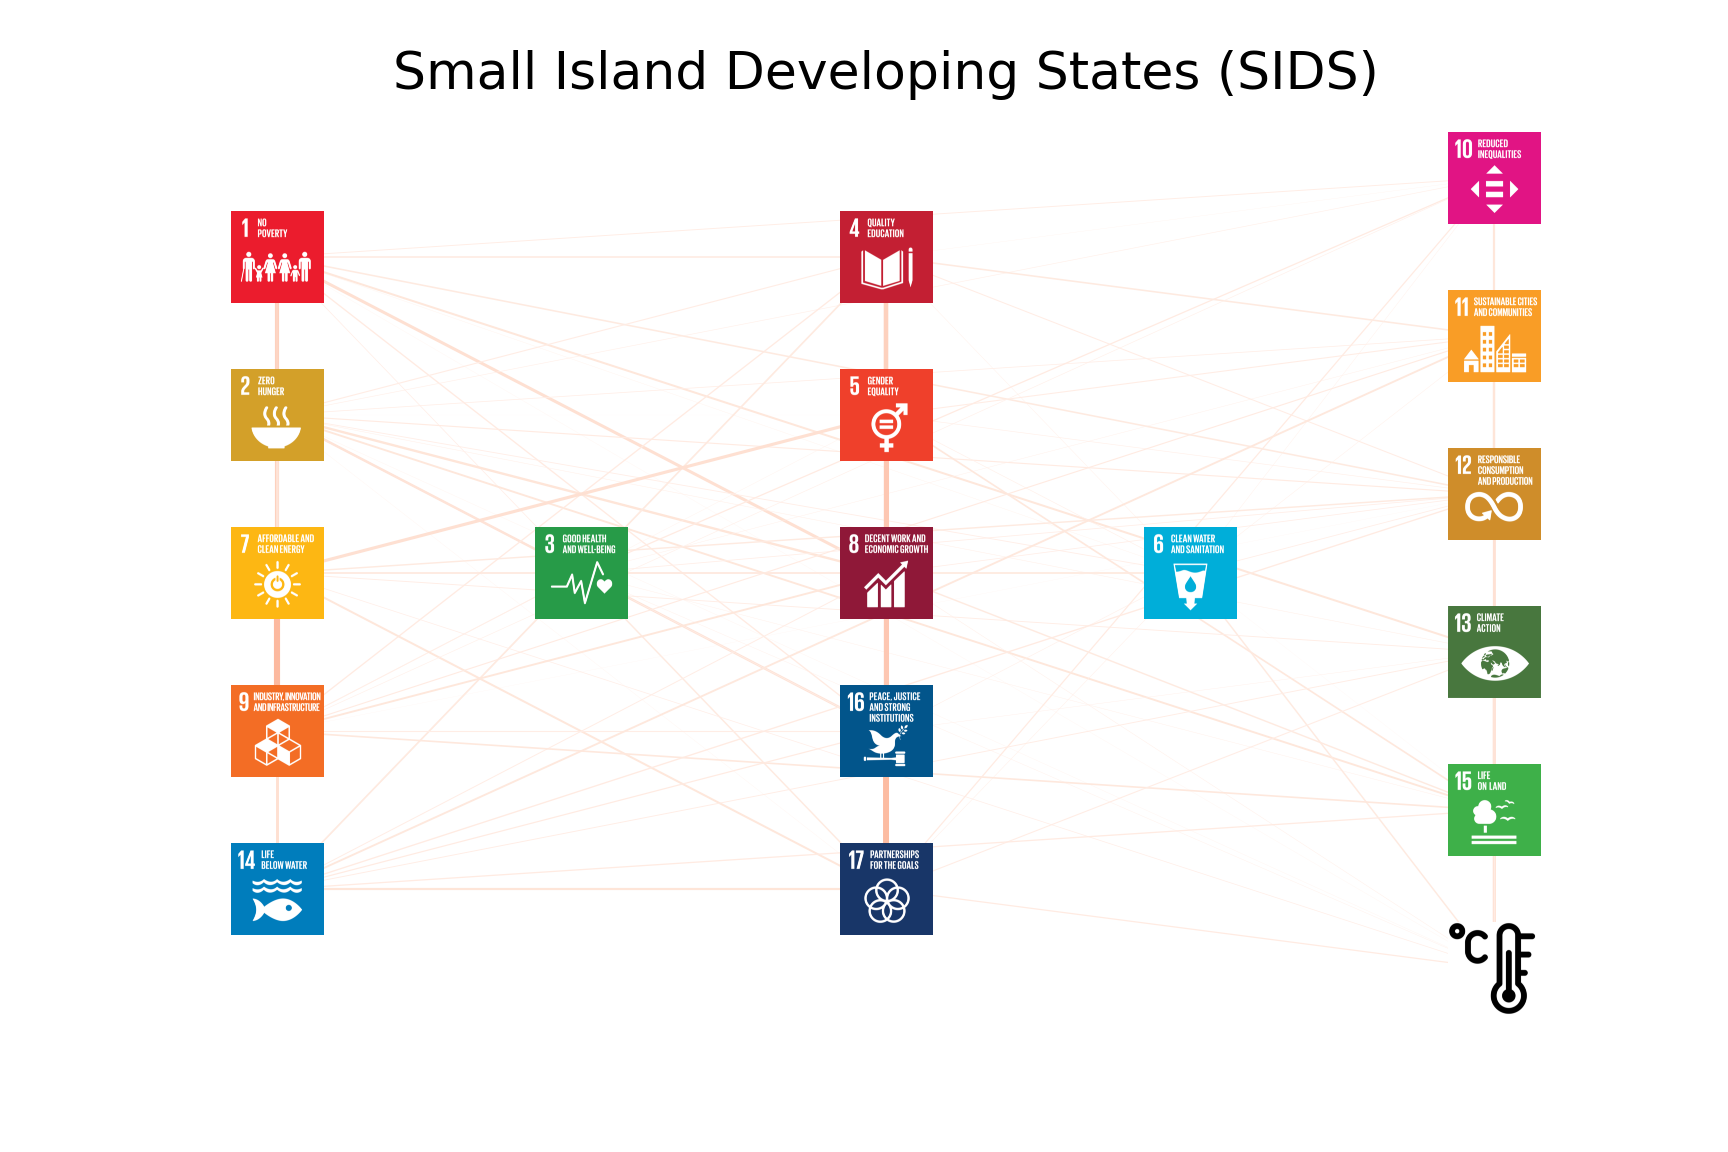 Small Island Developing States (SIDS)
10 REDUCED
INEQUALITIES
1 NO
POVERTY
4 QUALITY
EDUCATION
11 SUSTAINABLE CITIES
AND COMMUNITIES
2 ZERO
HUNGER
5 GENDER
EQUALITY
12 RESPONSIBLE
CONSUMPTION
AND PRODUCTION
7 AFFORDABLE AND
CLEAN ENERGY
3 GOOD HEALTH
AND WELL-BEING
8 DECENT WORK AND
ECONOMIC GROWTH
6 CLEAN WATER
AND SANITATION
13 CLIMATE
ACTION
9 INDUSTRY, INNOVATION
AND INFRASTRUCTURE
16 PEACE, JUSTICE
AND STRONG
INSTITUTIONS
15 LIFE
ON LAND
14 LIFE
BELOW WATER
17 PARTNERSHIPS
FOR THE GOALS
°C